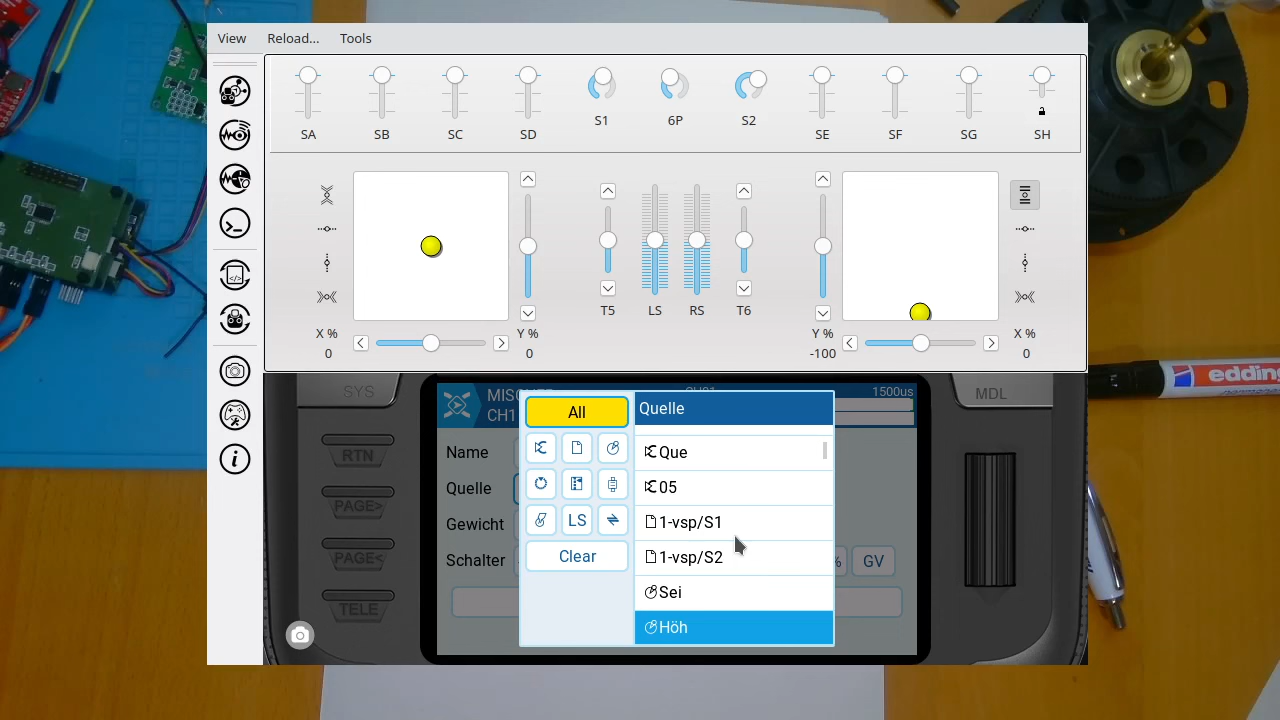 View Reload... Tools
SA SB SC SD S1 6P S2 SE SF SG SH
T5 LS RS T6
X % Y % Y % X %
0 0 -100 0
SYS MDL
RTN
PAGE>
PAGE<
TELE
CH1
1500us
Name
Quelle
Gewicht
Schalter
% GV
All
LS
Clear
Quelle
Que
05
1-vsp/S1
1-vsp/S2
Sei
Höh
edding